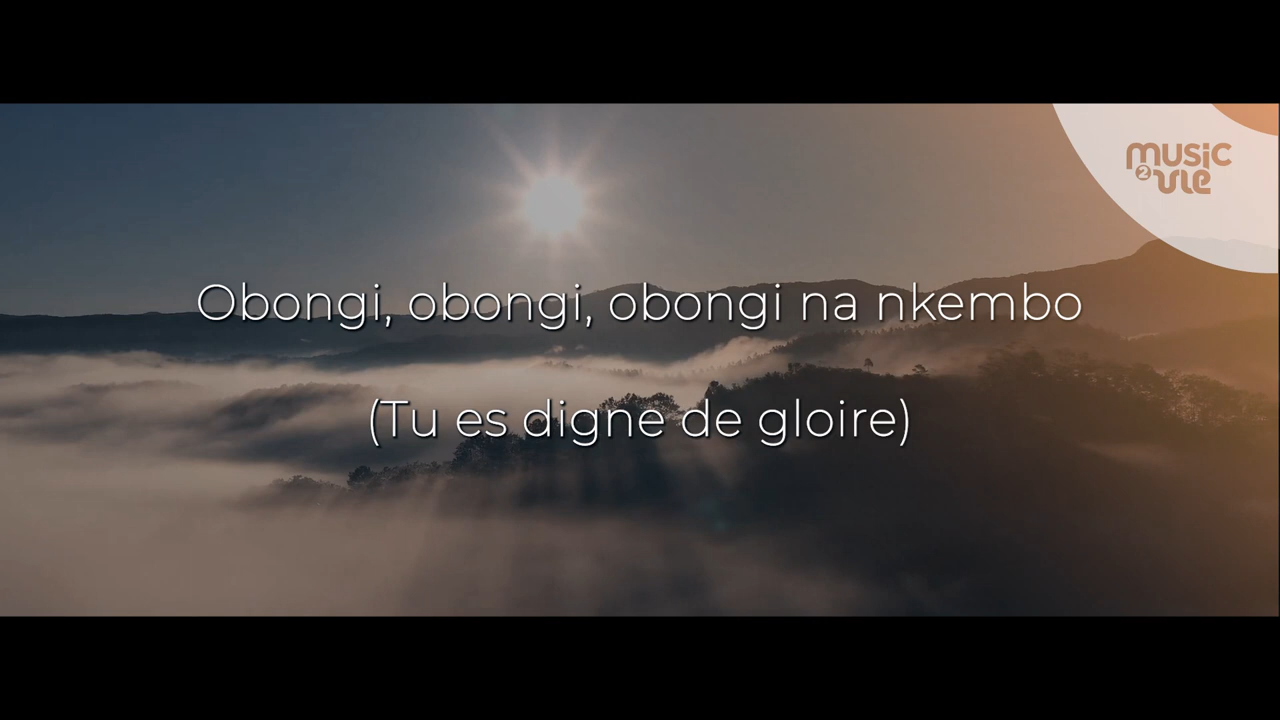 music
2 vie
Obongi, obongi, obongi na nkembo
(Tu es digne de gloire)